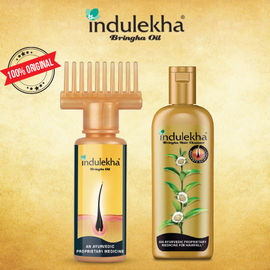 indulekha
Bringha Oil
100% ORIGINAL
indulekha
Bringha Oil
AN AYURVEDIC
PROPRIETARY MEDICINE
indulekha
Bringha Hair Cleanser
AN AYURVEDIC PROPRIETARY
MEDICINE FOR HAIRFALL